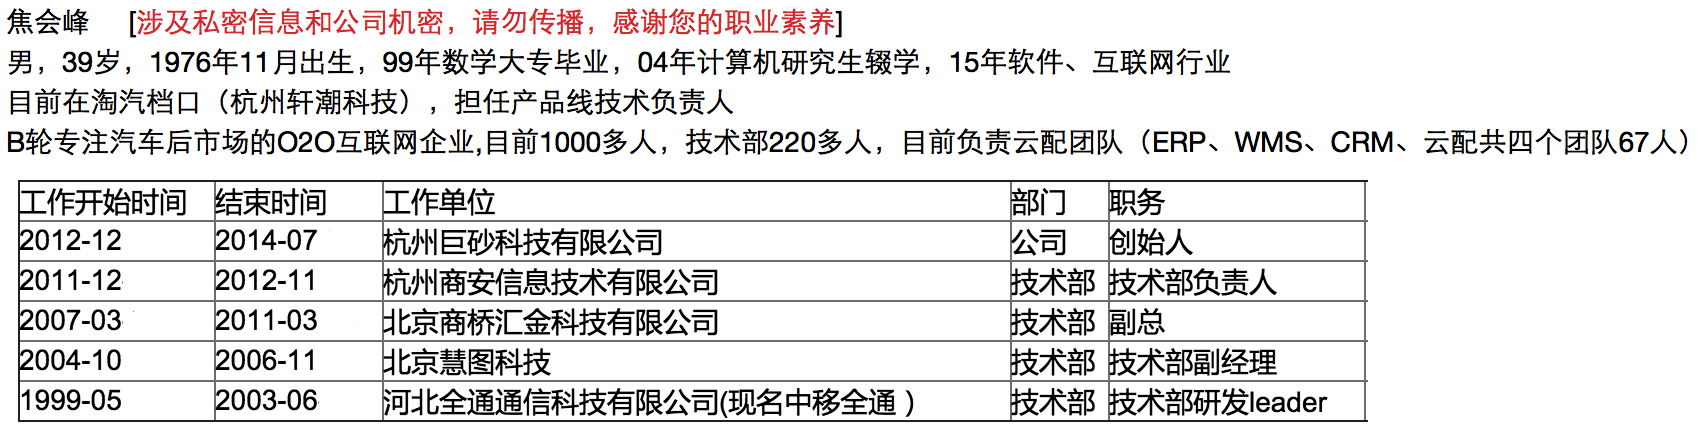 焦会峰 [涉及私密信息和公司机密，请勿传播，感谢您的职业素养]
男，39岁，1976年11月出生，99年数学大专毕业，04年计算机研究生辍学，15年软件、互联网行业
目前在淘汽档口（杭州轩潮科技），担任产品线技术负责人
B轮专注汽车后市场的O2O互联网企业,目前1000多人，技术部220多人，目前负责云配团队（ERP、WMS、CRM、云配共四个团队67人）
工作开始时间 结束时间 工作单位 部门 职务
2012-12 2014-07 杭州巨砂科技有限公司 公司 创始人
2011-12 2012-11 杭州商安信息技术有限公司 技术部 技术部负责人
2007-03 2011-03 北京商桥汇金科技有限公司 技术部 副总
2004-10 2006-11 北京慧图科技 技术部 技术部副经理
1999-05 2003-06 河北全通通信科技有限公司(现名中移全通 ) 技术部 技术部研发leader